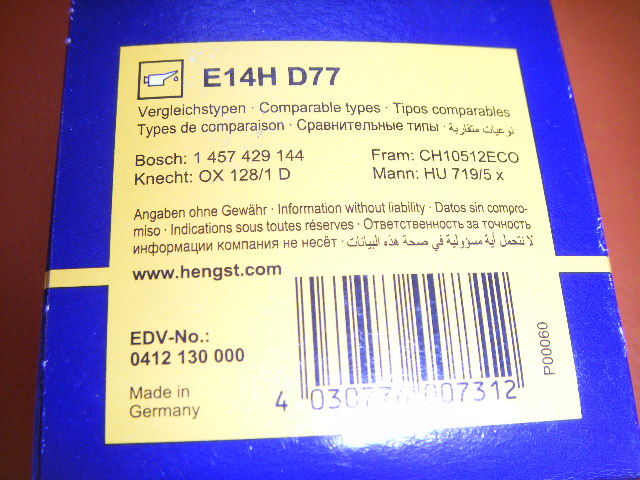 E14H D77
Vergleichstypen · Comparable types · Tipos comparables
Types de comparaison · Сравнительные типы · نوعيات متقاربة
Bosch: 1 457 429 144
Fram: CH10512ECO
Knecht: OX 128/1 D
Mann: HU 719/5 x
Angaben ohne Gewähr · Information without liability · Datos sin compro-
miso · Indications sous toutes réserves · Ответственность за точность
информации компания не несёт · لا نتحمل أية مسؤولية في صحة هذه البيانات
www.hengst.com
EDV-No.:
0412 130 000
Made in
Germany
4 030776 007312
P00060